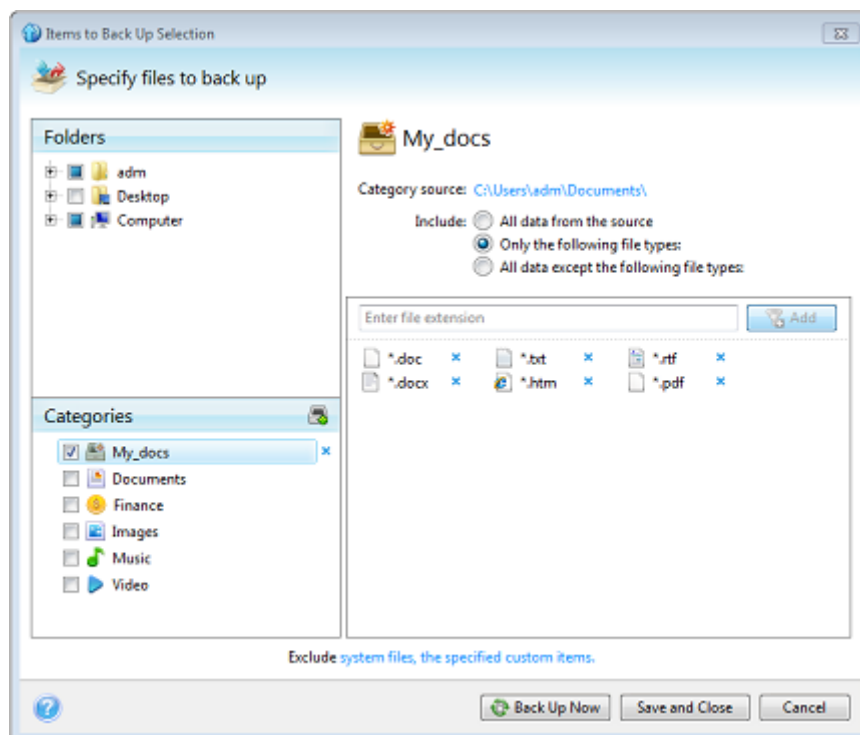 Items to Back Up Selection
Specify files to back up
Folders
adm
Desktop
Computer
Categories
My_docs
Documents
Finance
Images
Music
Video
My_docs
Category source: C:\Users\adm\Documents\
Include: All data from the source
Only the following file types:
All data except the following file types:
Enter file extension Add
*.doc *.txt *.rtf
*.docx *.htm *.pdf
Exclude system files, the specified custom items.
Back Up Now Save and Close Cancel